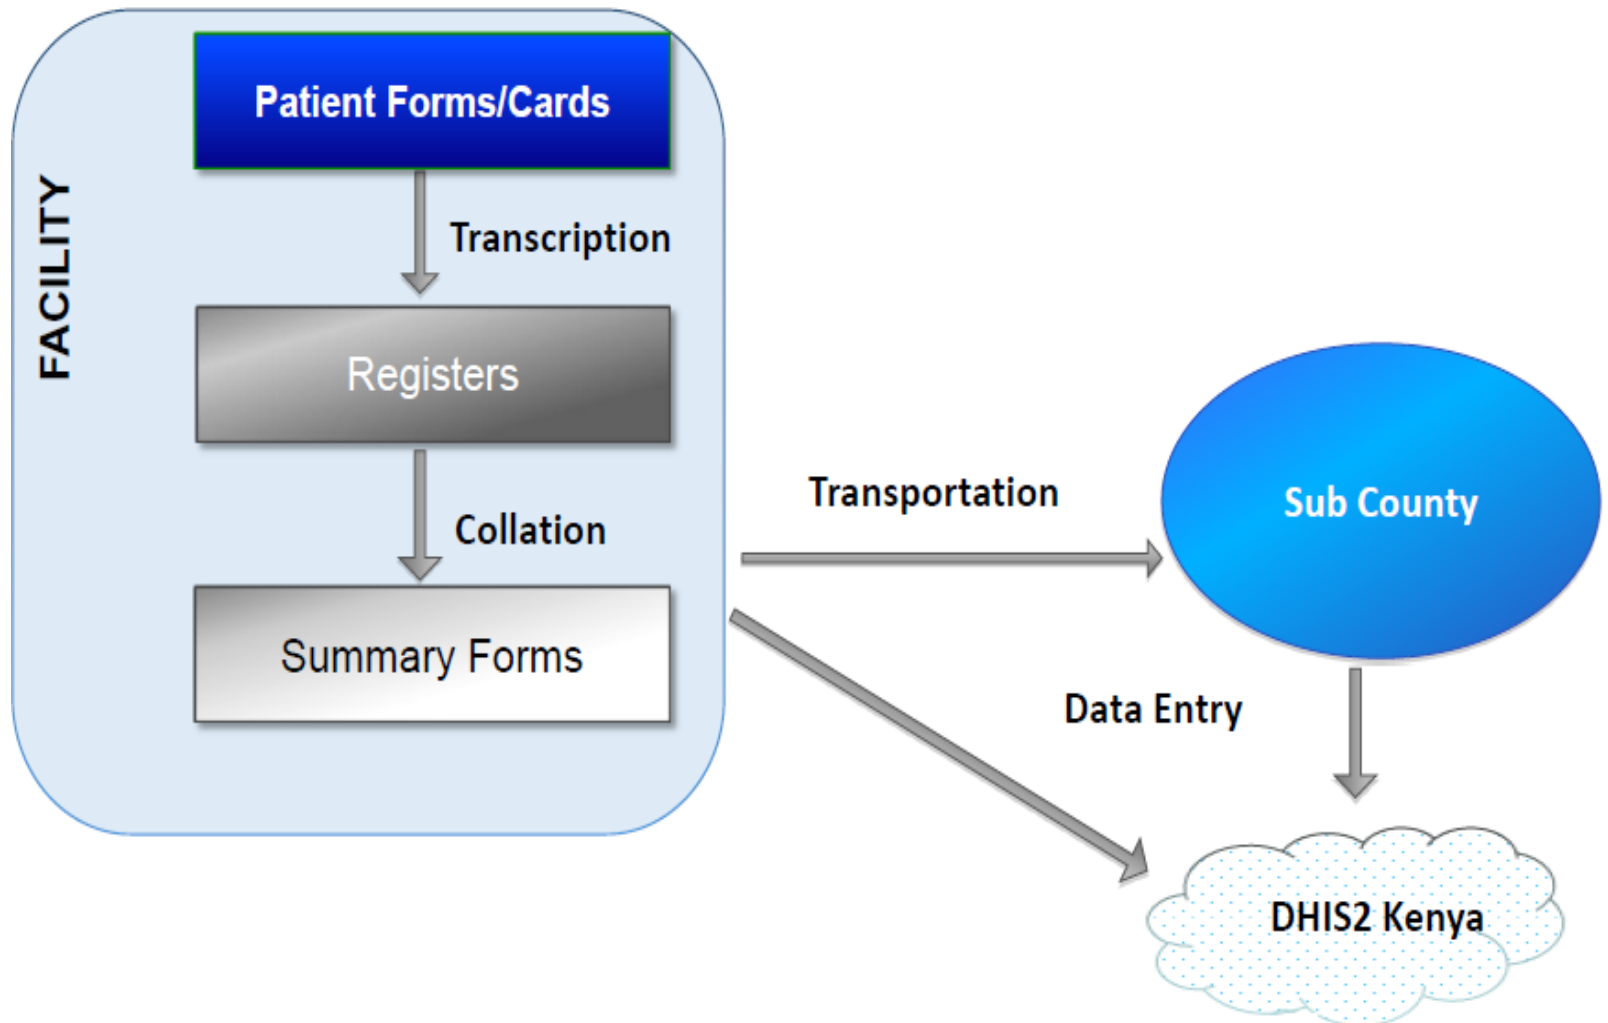 Patient Forms/Cards
FACILITY
Transcription
Registers
Collation
Summary Forms
Transportation
Sub County
Data Entry
DHIS2 Kenya